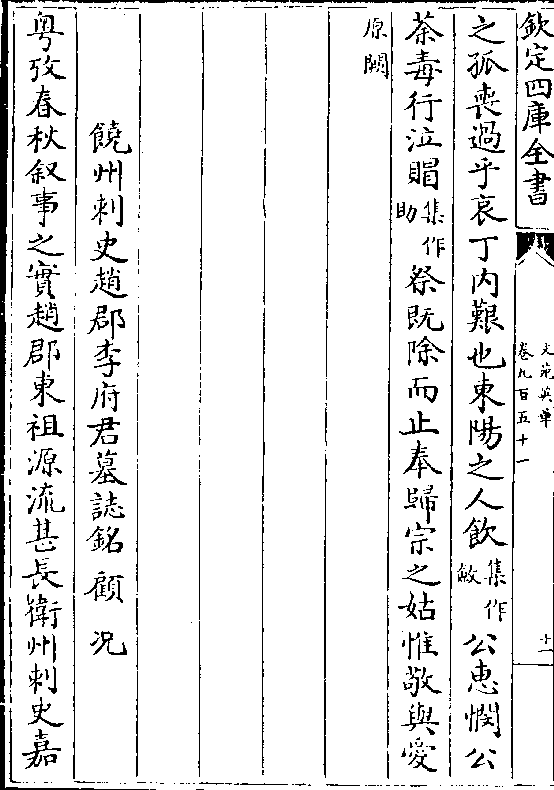 欽定四庫全書
文苑英華
卷九百五十一
十一
之孤喪過乎哀丁内艱也東陽之人飲集作斂公惠憫公
荼毒行泣賵集作助祭既除而止奉歸宗之姑惟敬與愛
原闕
饒州刺史趙郡李府君墓誌銘 顧况
粤攷春秋叙事之實趙郡東祖源流甚長衛州刺史嘉